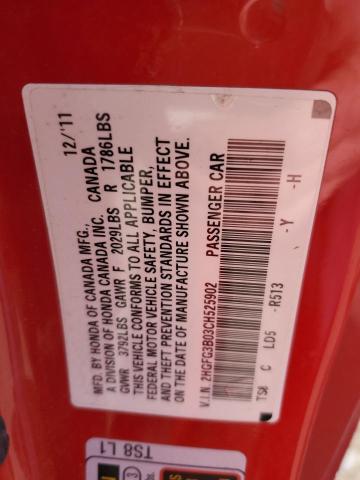 MFD. BY HONDA OF CANADA MFG. 12/'11
A DIVISION OF HONDA CANADA INC. CANADA
GVWR 3792LBS GAWR F 2029LBS R 1786LBS
THIS VEHICLE CONFORMS TO ALL APPLICABLE
FEDERAL MOTOR VEHICLE SAFETY, BUMPER,
AND THEFT PREVENTION STANDARDS IN EFFECT
ON THE DATE OF MANUFACTURE SHOWN ABOVE.
V.I.N. 2HGFG3B03CH525902 PASSENGER CAR
TS8 C LD5 -R513 -Y -H
TS8 L1